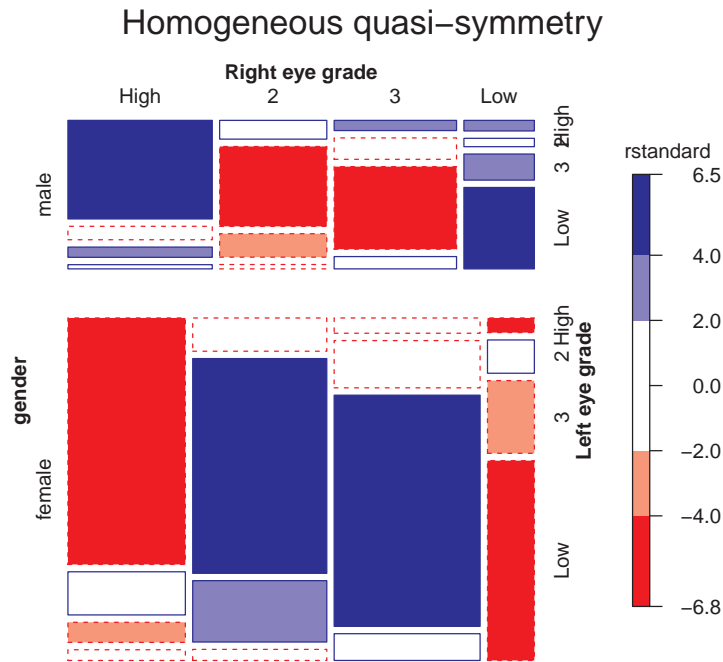 Homogeneous quasi−symmetry
Right eye grade
High 2 3 Low
male
High
2
3
Low
gender
female
High
2
3
Low
Left eye grade
rstandard
6.5
4.0
2.0
0.0
−2.0
−4.0
−6.8